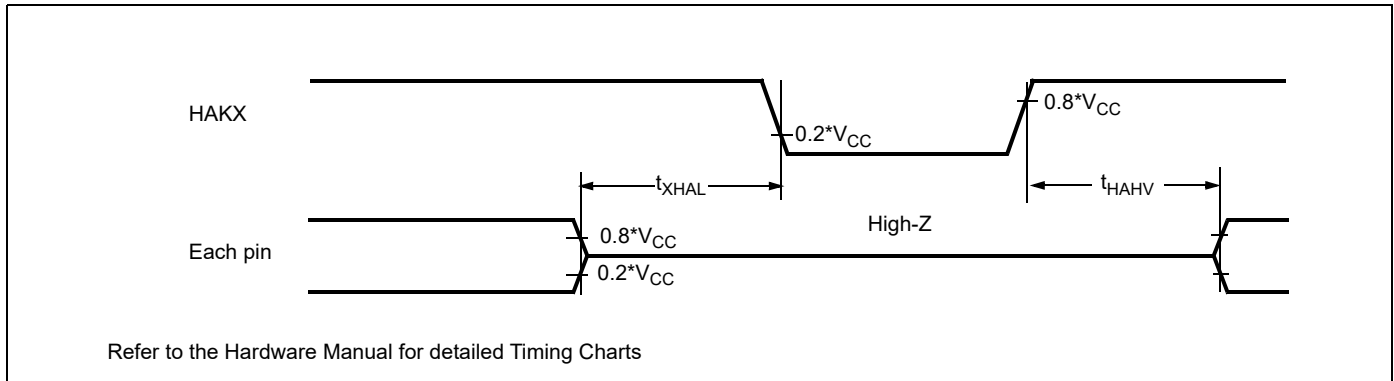 HAKX
0.8*VCC
0.2*VCC
tXHAL
tHAHV
High-Z
Each pin
0.8*VCC
0.2*VCC
Refer to the Hardware Manual for detailed Timing Charts